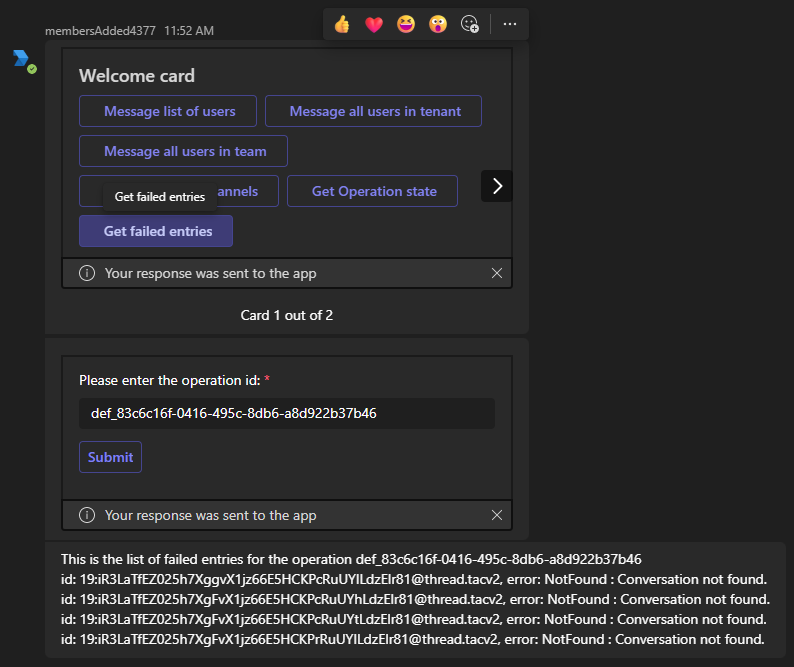 membersAdded4377 11:52 AM
Welcome card
Message list of users
Message all users in tenant
Message all users in team
Get failed entries
annels
Get Operation state
Get failed entries
Your response was sent to the app
Card 1 out of 2
Please enter the operation id: *
def_83c6c16f-0416-495c-8db6-a8d922b37b46
Submit
Your response was sent to the app
This is the list of failed entries for the operation def_83c6c16f-0416-495c-8db6-a8d922b37b46
id: 19:iR3LaTfEZ025h7XggvX1jz66E5HCKPcRuUYlLdzElr81@thread.tacv2, error: NotFound : Conversation not found.
id: 19:iR3LaTfEZ025h7XgFvX1jz66E5HCKPcRuUYhLdzElr81@thread.tacv2, error: NotFound : Conversation not found.
id: 19:iR3LaTfEZ025h7XgFvX1jz66E5HCKPcRuUYtLdzElr81@thread.tacv2, error: NotFound : Conversation not found.
id: 19:iR3LaTfEZ025h7XgFvX1jz66E5HCKPrRuUYlLdzElr81@thread.tacv2, error: NotFound : Conversation not found.